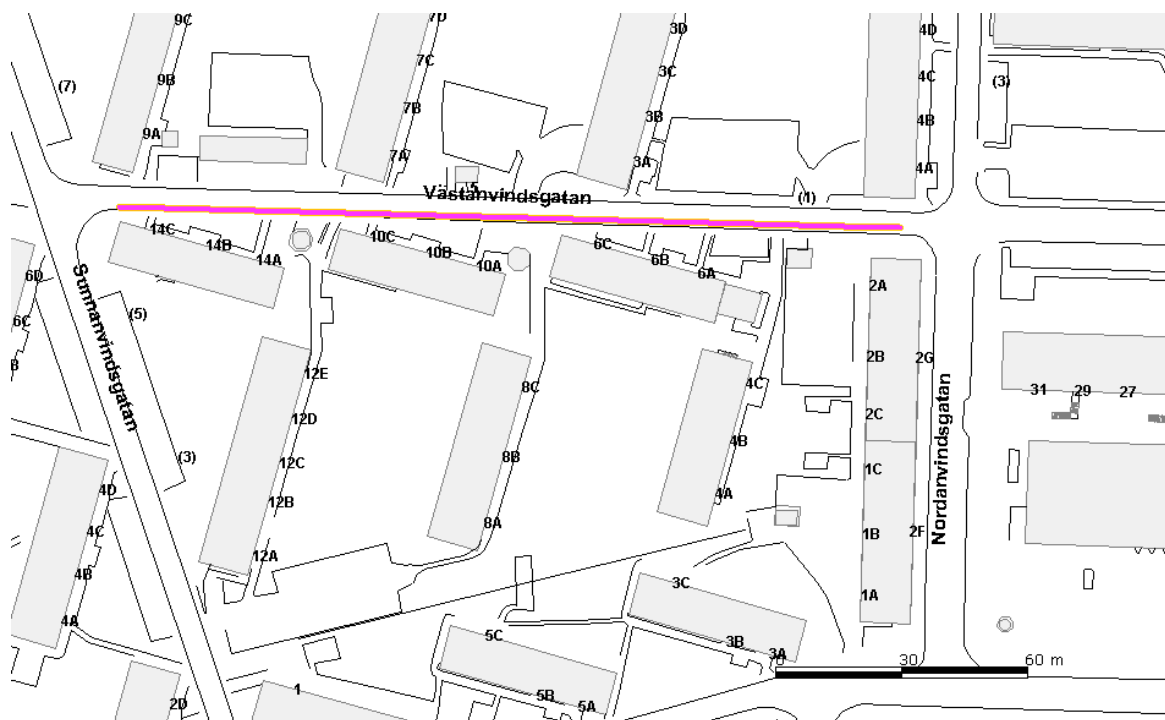 9C
7D
3D
4D
9B
7C
3C
4C
(7)
(3)
7B
3B
4B
9A
7A
3A
4A
5
Västanvindsgatan
(1)
14C
14B
14A
10C
10B
10A
6C
6B
6A
6D
6C
B
(5)
(3)
Sunnanvindsgatan
2A
2B
2G
2C
Nordanvindsgatan
31
29
27
12E
12D
12C
12B
12A
8C
8B
8A
4C
4B
4A
1C
1B
2F
1A
4D
4C
4B
4A
3C
3B
3A
5C
5B
5A
1
2D
0
30
60 m